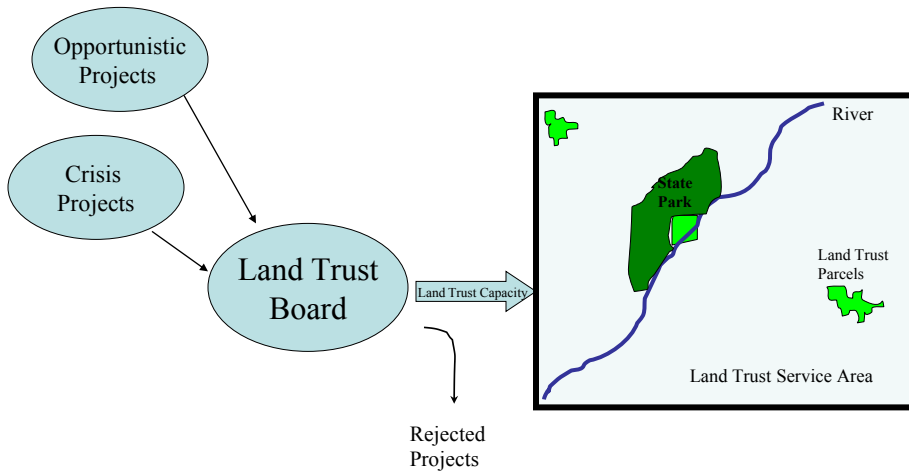 Opportunistic
Projects
Crisis
Projects
Land Trust
Board
Land Trust Capacity
Rejected
Projects
River
State
Park
Land Trust
Parcels
Land Trust Service Area